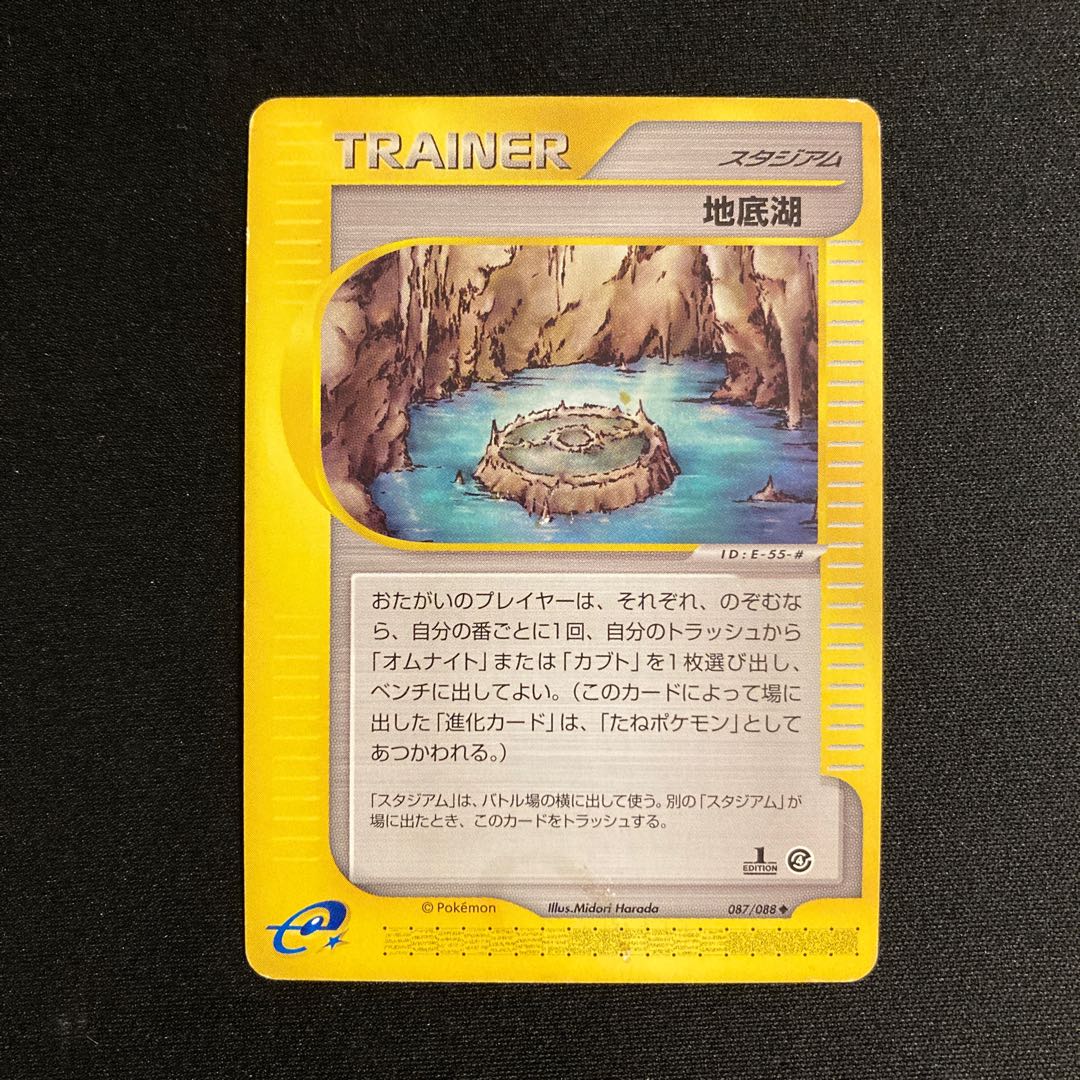 TRAINER
スタジアム
地底湖
ID:E-55-#
おたがいのプレイヤーは、それぞれ、のぞむな
ら、自分の番ごとに1回、自分のトラッシュから
「オムナイト」または「カブト」を1枚選び出し、
ベンチに出してよい。(このカードによって場に
出した「進化カード」は、「たねポケモン」として
あつかわれる。)
「スタジアム」は、バトル場の横に出して使う。別の「スタジアム」が
場に出たとき、このカードをトラッシュする。
1
EDITION
4
© Pokémon
Illus.Midori Harada
087/088◆
e